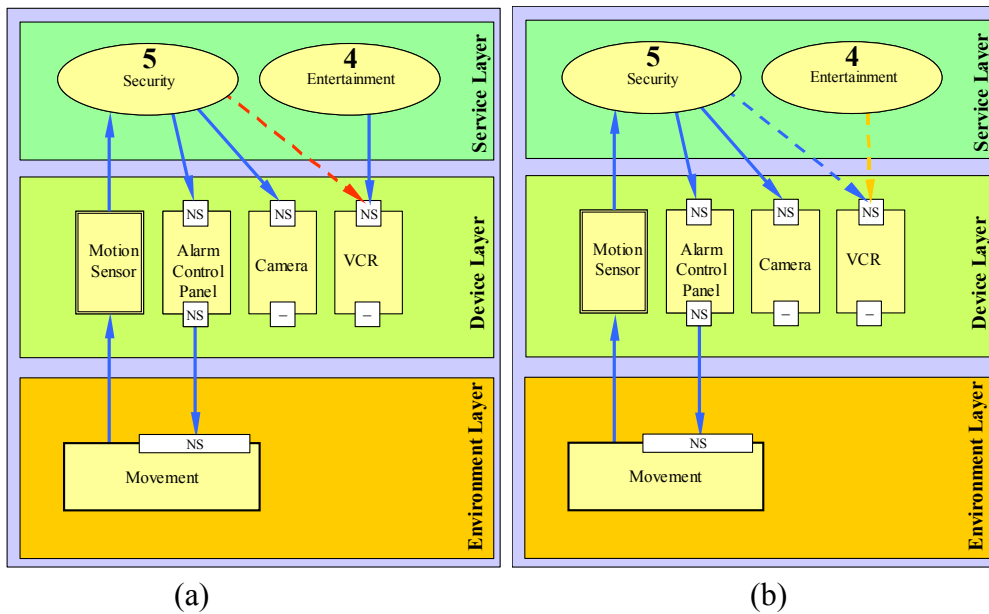 5
Security
4
Entertainment
Service Layer
NS
NS
NS
Motion
Sensor
Alarm
Control
Panel
Camera
VCR
NS
–
–
Device Layer
NS
Movement
Environment Layer
(a)
5
Security
4
Entertainment
Service Layer
NS
NS
NS
Motion
Sensor
Alarm
Control
Panel
Camera
VCR
NS
–
–
Device Layer
NS
Movement
Environment Layer
(b)